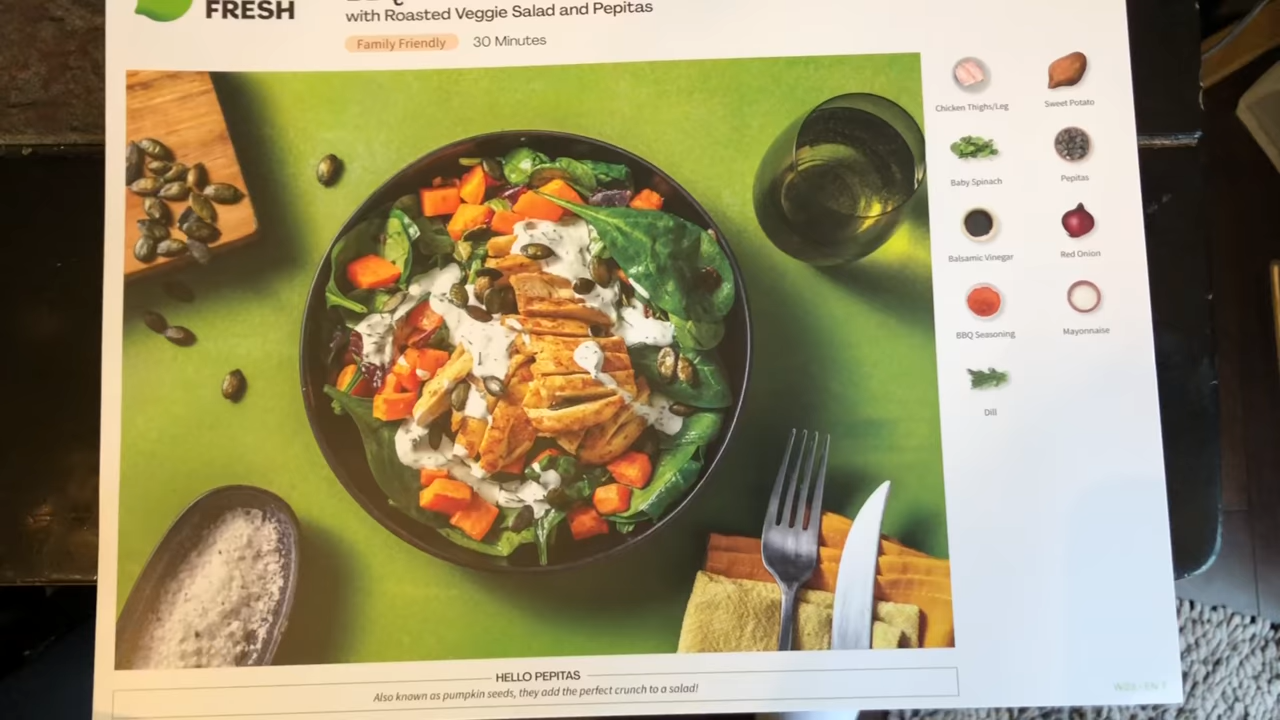 FRESH
with Roasted Veggie Salad and Pepitas
Family Friendly 30 Minutes
Chicken Thighs/Leg
Sweet Potato
Baby Spinach
Pepitas
Balsamic Vinegar
Red Onion
BBQ Seasoning
Mayonnaise
Dill
HELLO PEPITAS
Also known as pumpkin seeds, they add the perfect crunch to a salad!